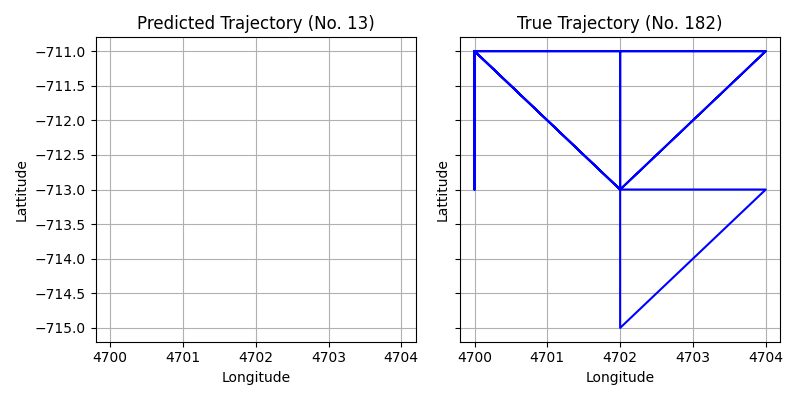 Predicted Trajectory (No. 13)
True Trajectory (No. 182)
−711.0
−711.5
−712.0
−712.5
−713.0
−713.5
−714.0
−714.5
−715.0
Lattitude
Lattitude
4700 4701 4702 4703 4704
4700 4701 4702 4703 4704
Longitude
Longitude